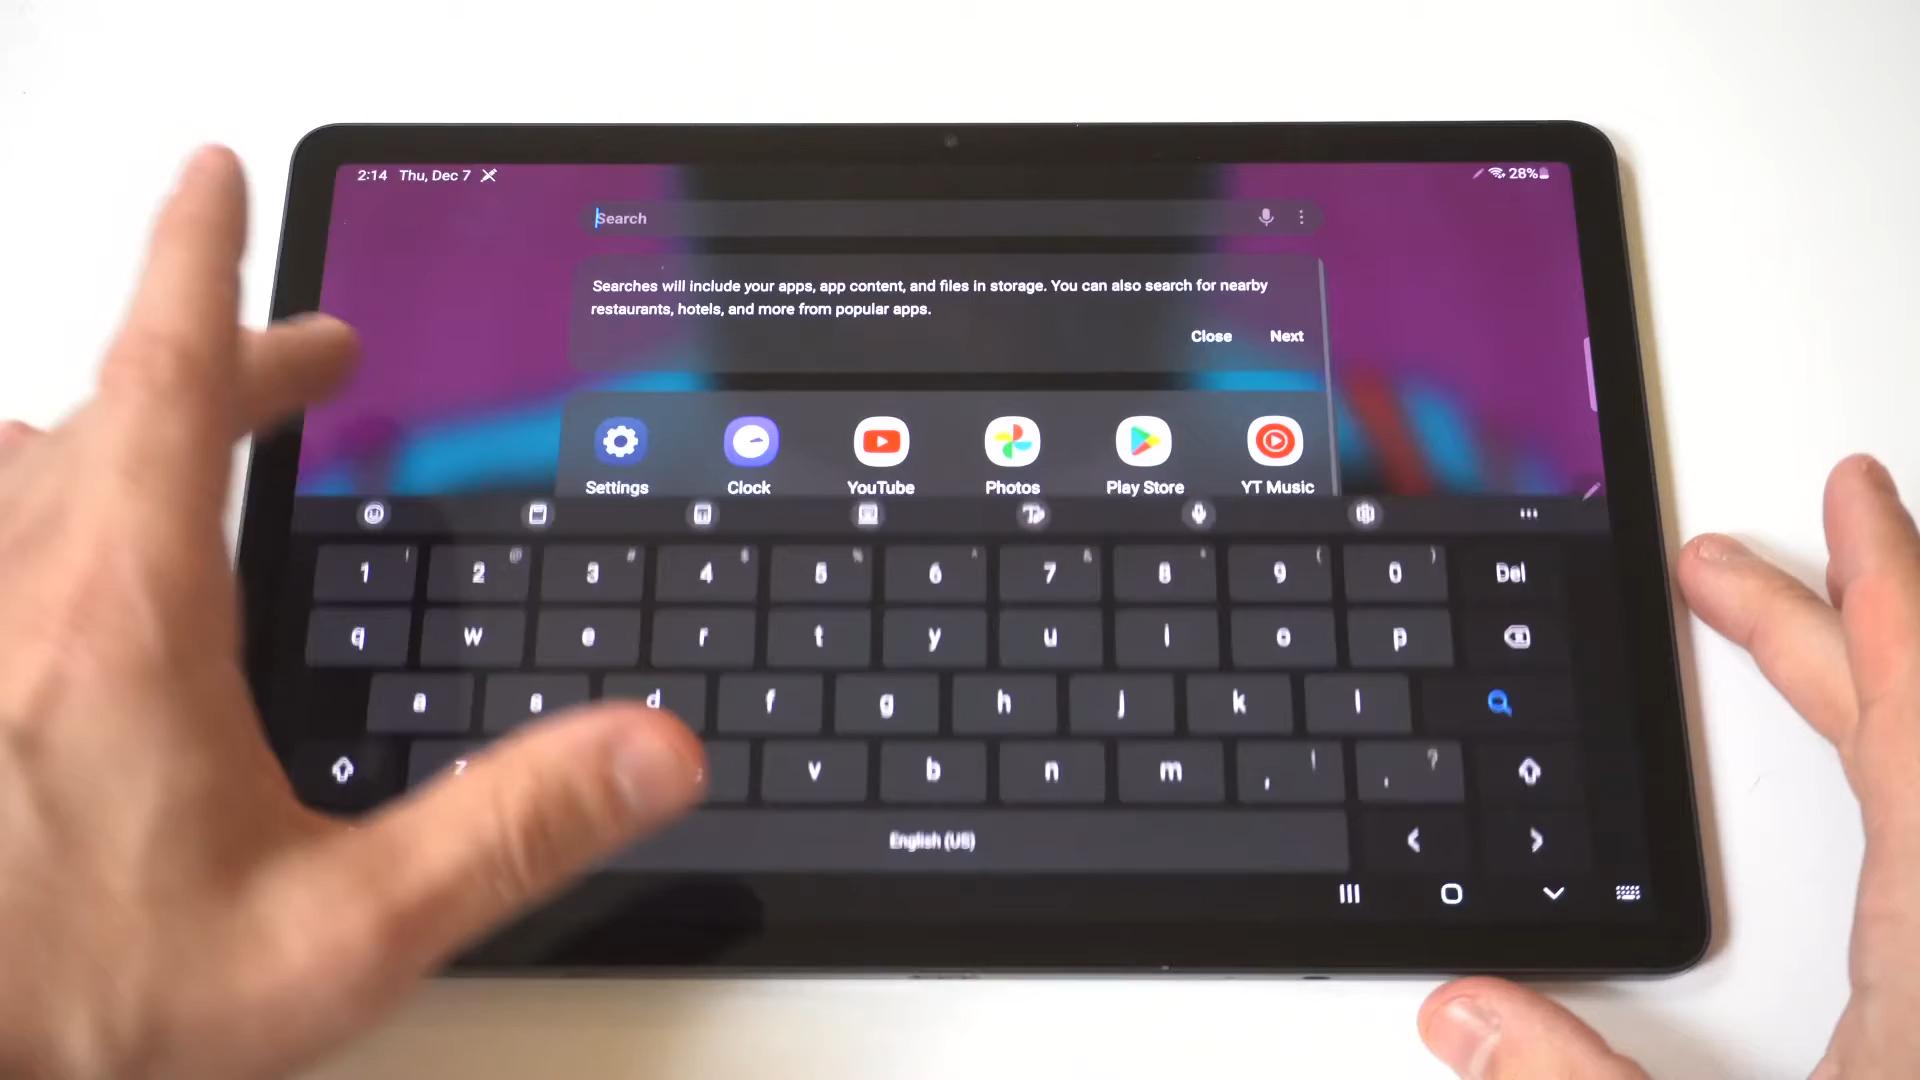 2:14 Thu, Dec 7
28%
Search
Searches will include your apps, app content, and files in storage. You can also search for nearby
restaurants, hotels, and more from popular apps.
Close Next
Settings Clock YouTube Photos Play Store YT Music
! @ # $ % ^ & * ( )
1 2 3 4 5 6 7 8 9 0 Del
q w e r t y u i o p
a s d f g h j k l
z v b n m , ! . ?
English (US) < >